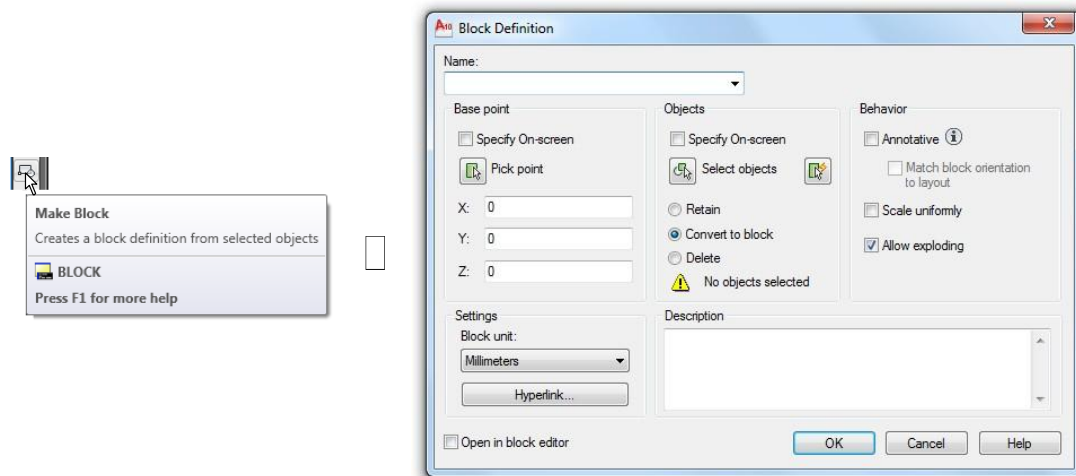 Make Block
Creates a block definition from selected objects
BLOCK
Press F1 for more help
Block Definition
Name:
Base point
Specify On-screen
Pick point
X: 0
Y: 0
Z: 0
Objects
Specify On-screen
Select objects
Retain
Convert to block
Delete
No objects selected
Behavior
Annotative
Match block orientation
to layout
Scale uniformly
Allow exploding
Settings
Block unit:
Millimeters
Hyperlink...
Description
Open in block editor
OK
Cancel
Help